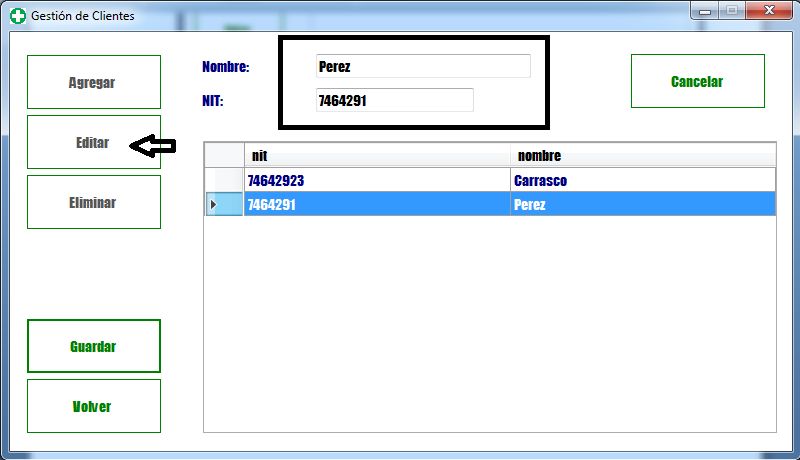 Gestión de Clientes
Agregar
Editar
Eliminar
Guardar
Volver
Nombre: Perez
NIT: 7464291
Cancelar
nit nombre
74642923 Carrasco
7464291 Perez